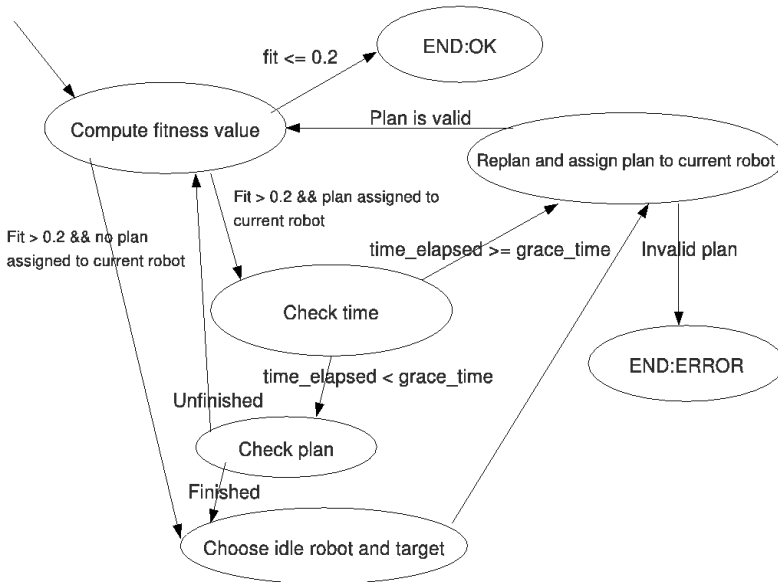 END:OK
fit <= 0.2
Compute fitness value
Plan is valid
Replan and assign plan to current robot
Fit > 0.2 && plan assigned to
current robot
Fit > 0.2 && no plan
assigned to current robot
time_elapsed >= grace_time
Invalid plan
Check time
END:ERROR
time_elapsed < grace_time
Unfinished
Check plan
Finished
Choose idle robot and target